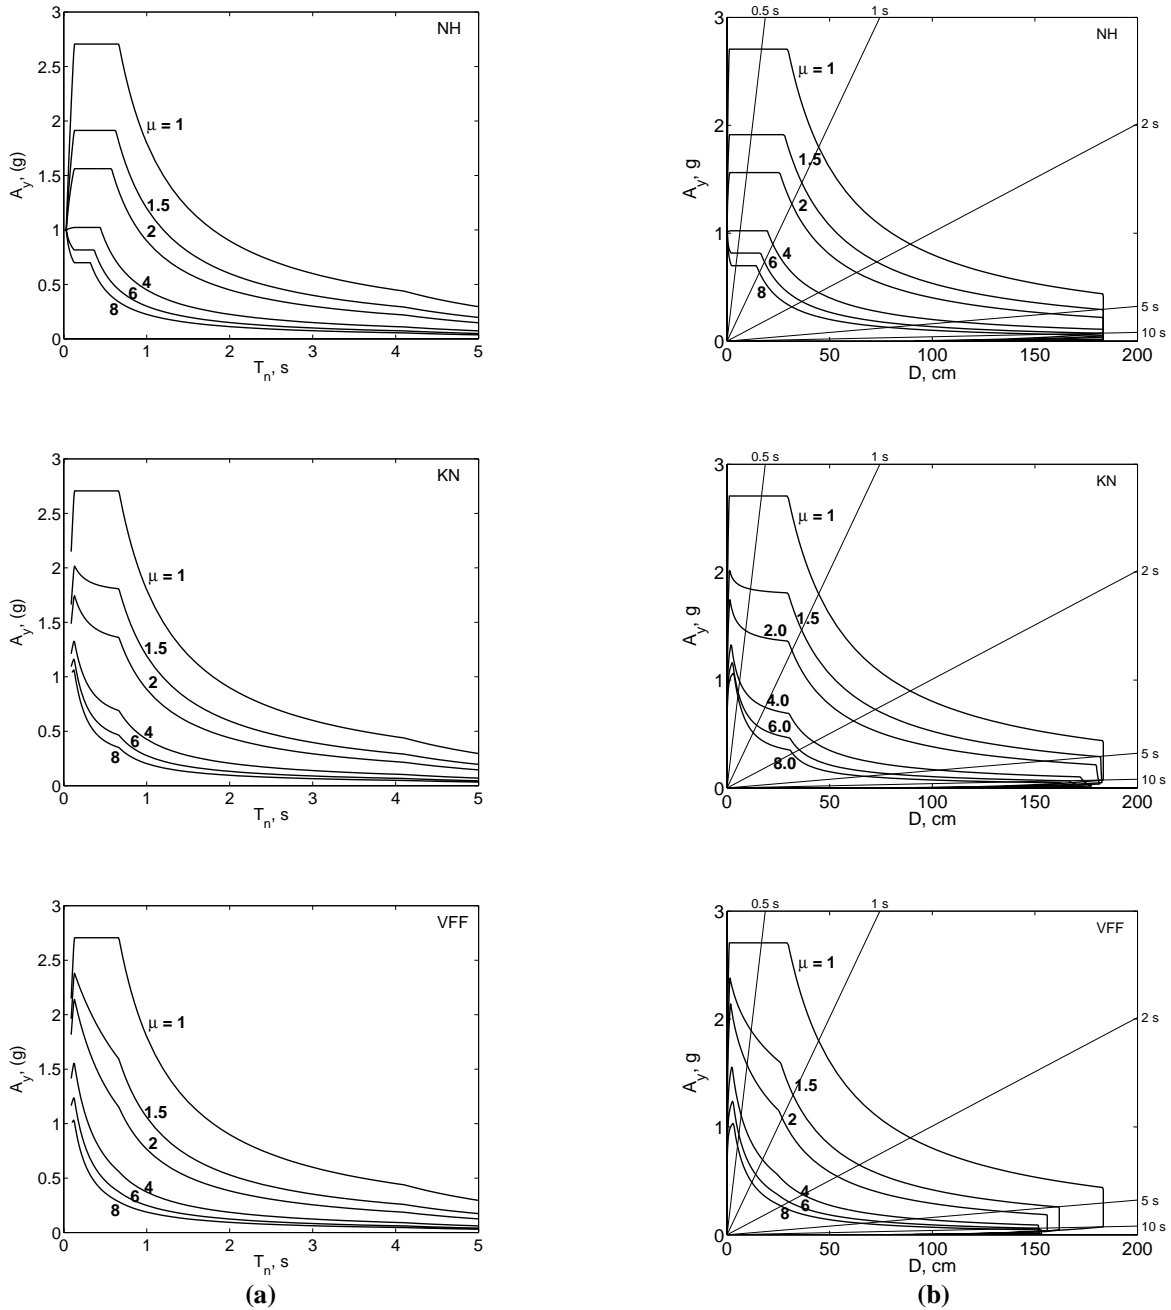 3
2.5
2
1.5
1
0.5
0
0 1 2 3 4 5
A_y, (g)
T_n, s
NH
μ = 1
1.5
2
4
6
8
0.5 s
1 s
3
2
1
0
0 50 100 150 200
A_y, g
D, cm
NH
μ = 1
1.5
2
4
6
8
2 s
5 s
10 s
3
2.5
2
1.5
1
0.5
0
0 1 2 3 4 5
A_y, (g)
T_n, s
KN
μ = 1
1.5
2
4
6
8
0.5 s
1 s
3
2
1
0
0 50 100 150 200
A_y, g
D, cm
KN
μ = 1
1.5
2.0
4.0
6.0
8.0
2 s
5 s
10 s
3
2.5
2
1.5
1
0.5
0
0 1 2 3 4 5
A_y, (g)
T_n, s
VFF
μ = 1
1.5
2
4
6
8
0.5 s
1 s
3
2
1
0
0 50 100 150 200
A_y, g
D, cm
VFF
μ = 1
1.5
2
4
6
8
2 s
5 s
10 s
(a)
(b)